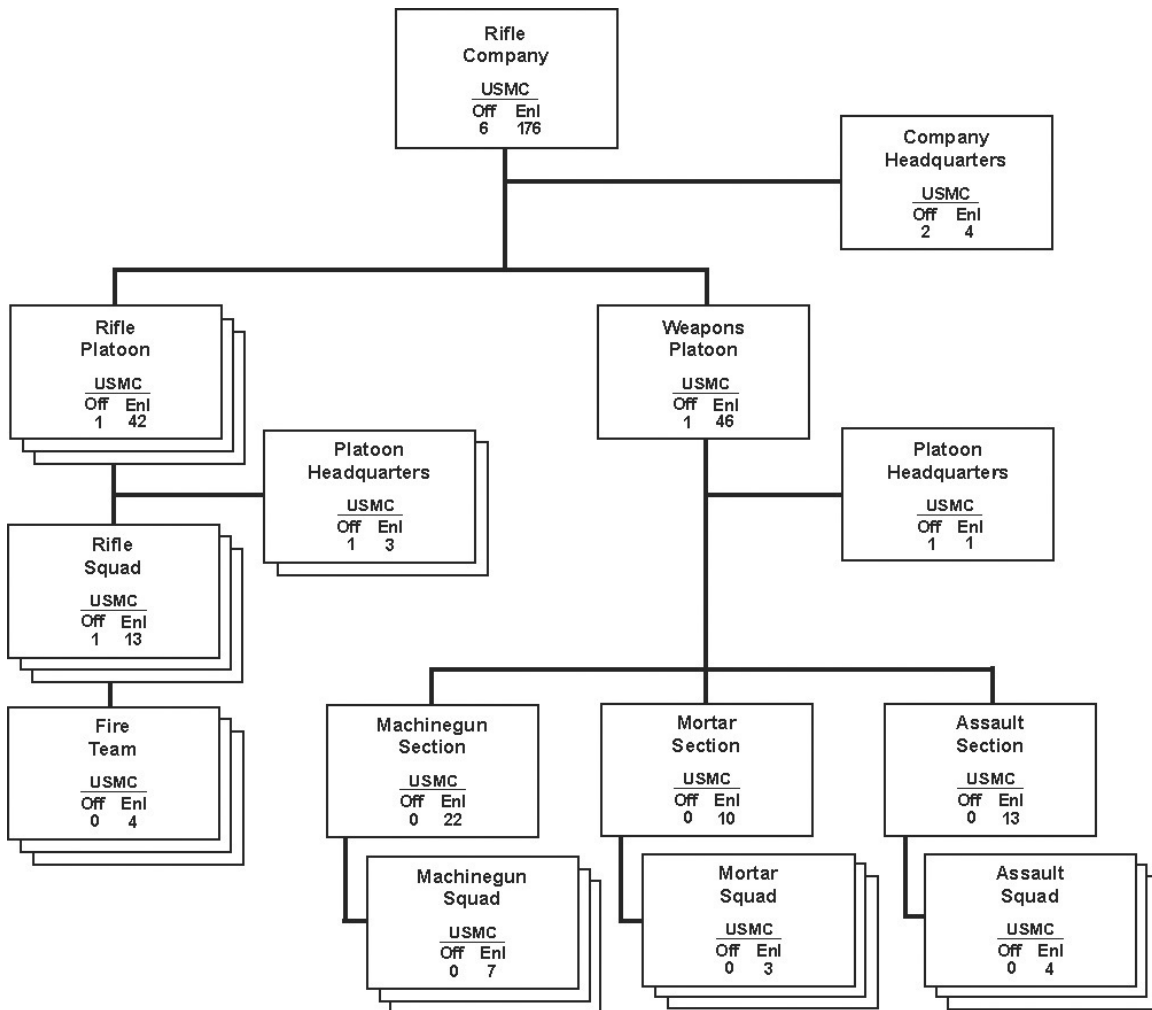 Rifle
Company
USMC
Off Enl
6 176
Company
Headquarters
USMC
Off Enl
2 4
Rifle
Platoon
USMC
Off Enl
1 42
Weapons
Platoon
USMC
Off Enl
1 46
Platoon
Headquarters
USMC
Off Enl
1 3
Platoon
Headquarters
USMC
Off Enl
1 1
Rifle
Squad
USMC
Off Enl
1 13
Fire
Team
USMC
Off Enl
0 4
Machinegun
Section
USMC
Off Enl
0 22
Mortar
Section
USMC
Off Enl
0 10
Assault
Section
USMC
Off Enl
0 13
Machinegun
Squad
USMC
Off Enl
0 7
Mortar
Squad
USMC
Off Enl
0 3
Assault
Squad
USMC
Off Enl
0 4